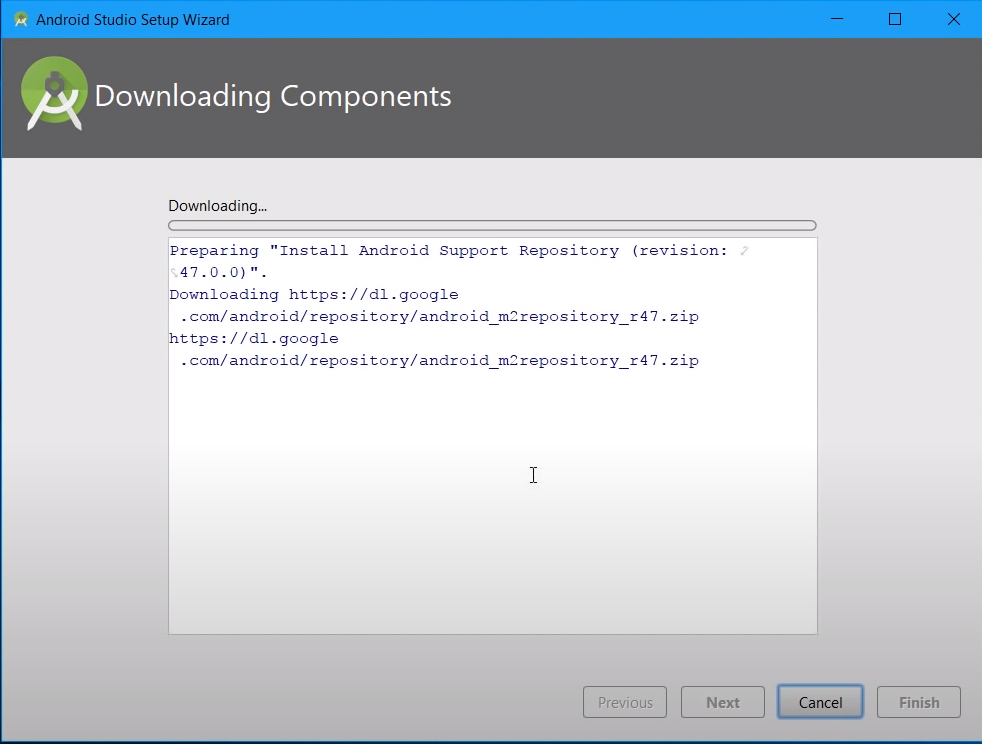 Android Studio Setup Wizard
Downloading Components
Downloading...
Preparing "Install Android Support Repository (revision:
47.0.0)".
Downloading https://dl.google
.com/android/repository/android_m2repository_r47.zip
https://dl.google
.com/android/repository/android_m2repository_r47.zip
Previous Next Cancel Finish